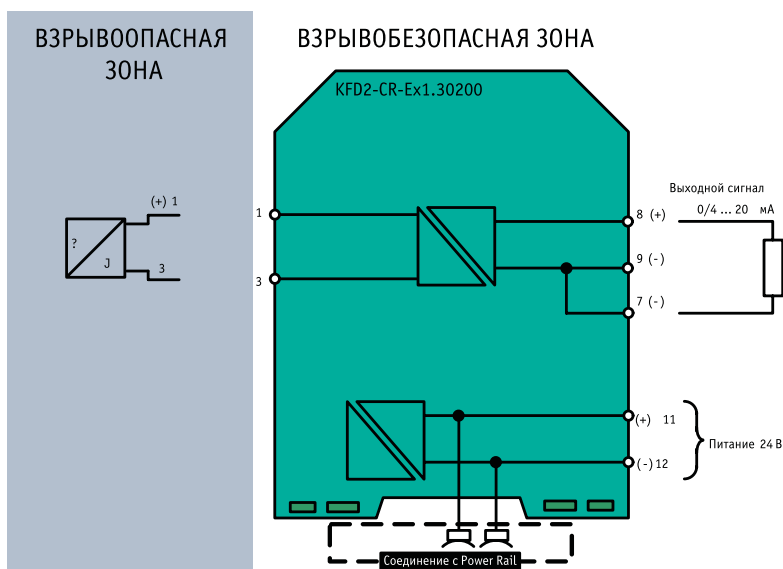 ВЗРЫВООПАСНАЯ
ЗОНА
ВЗРЫВОБЕЗОПАСНАЯ ЗОНА
KFD2-CR-Ex1.30200
(+) 1
?
J
3
1
3
8 (+)
9 (-)
7 (-)
Выходной сигнал
0/4 ... 20 мА
(+) 11
(-) 12
Питание 24 В
Соединение с Power Rail